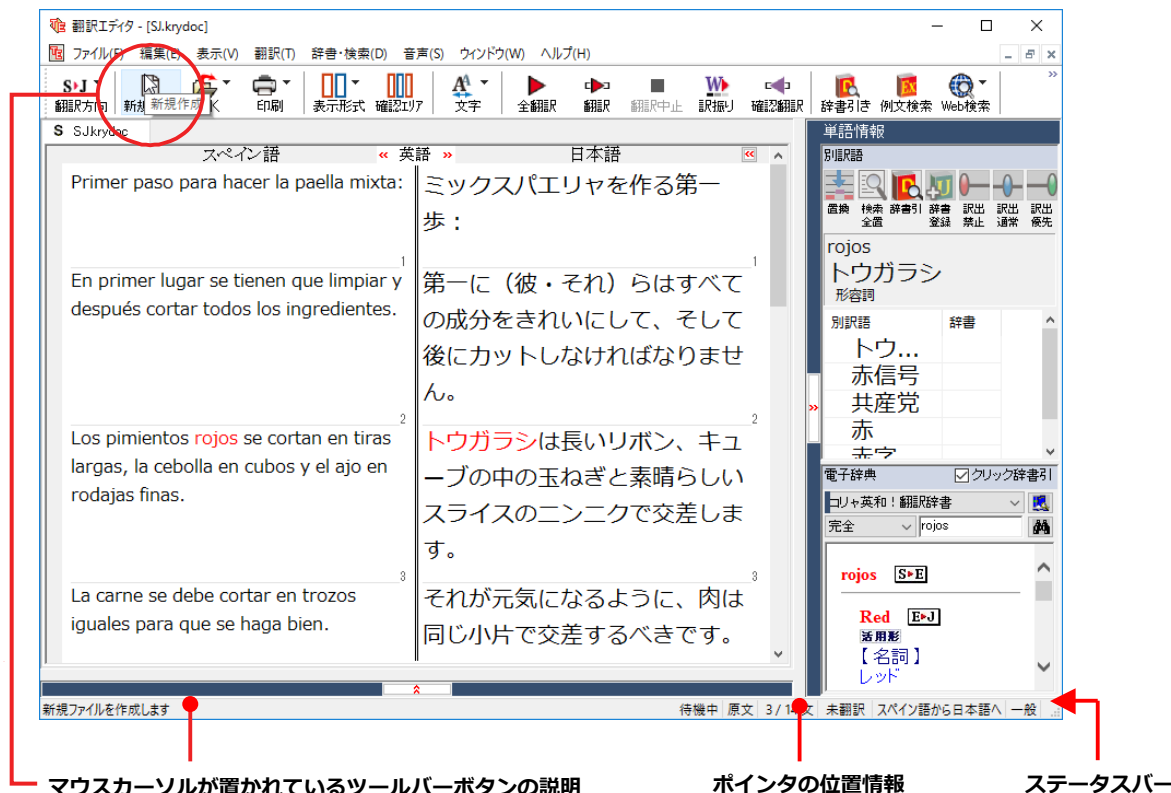 翻訳エディタ - [SJ.krydoc]
ファイル(F) 編集(E) 表示(V) 翻訳(T) 辞書・検索(D) 音声(S) ウィンドウ(W) ヘルプ(H)
S▸J
翻訳方向 新規作成 印刷 表示形式 確認エリア 文字 全翻訳 翻訳 翻訳中止 訳振り 確認翻訳 辞書引き 例文検索 Web検索 »
S SJ.krydoc
スペイン語 « 英語 » 日本語 «
Primer paso para hacer la paella mixta:
ミックスパエリャを作る第一
歩：
1 1
En primer lugar se tienen que limpiar y
después cortar todos los ingredientes.
第一に（彼・それ）らはすべて
の成分をきれいにして、そして
後にカットしなければなりませ
ん。
2 2
Los pimientos rojos se cortan en tiras
largas, la cebolla en cubos y el ajo en
rodajas finas.
トウガラシは長いリボン、キュ
ーブの中の玉ねぎと素晴らしい
スライスのニンニクで交差しま
す。
3 3
La carne se debe cortar en trozos
iguales para que se haga bien.
それが元気になるように、肉は
同じ小片で交差するべきです。
単語情報
別訳語
置換 検索全置 辞書引 辞書登録 訳出禁止 訳出通常 訳出優先
rojos
トウガラシ
形容詞
別訳語 辞書
トウ...
赤信号
共産党
赤
赤字
»
電子辞典 クリック辞書引
コリャ英和！翻訳辞書
完全 rojos
rojos S▸E
Red E▸J
活用形
【名詞】
レッド
新規ファイルを作成します 待機中 原文 3 / 14文 未翻訳 スペイン語から日本語へ 一般
マウスカーソルが置かれているツールバーボタンの説明 ポインタの位置情報 ステータスバー